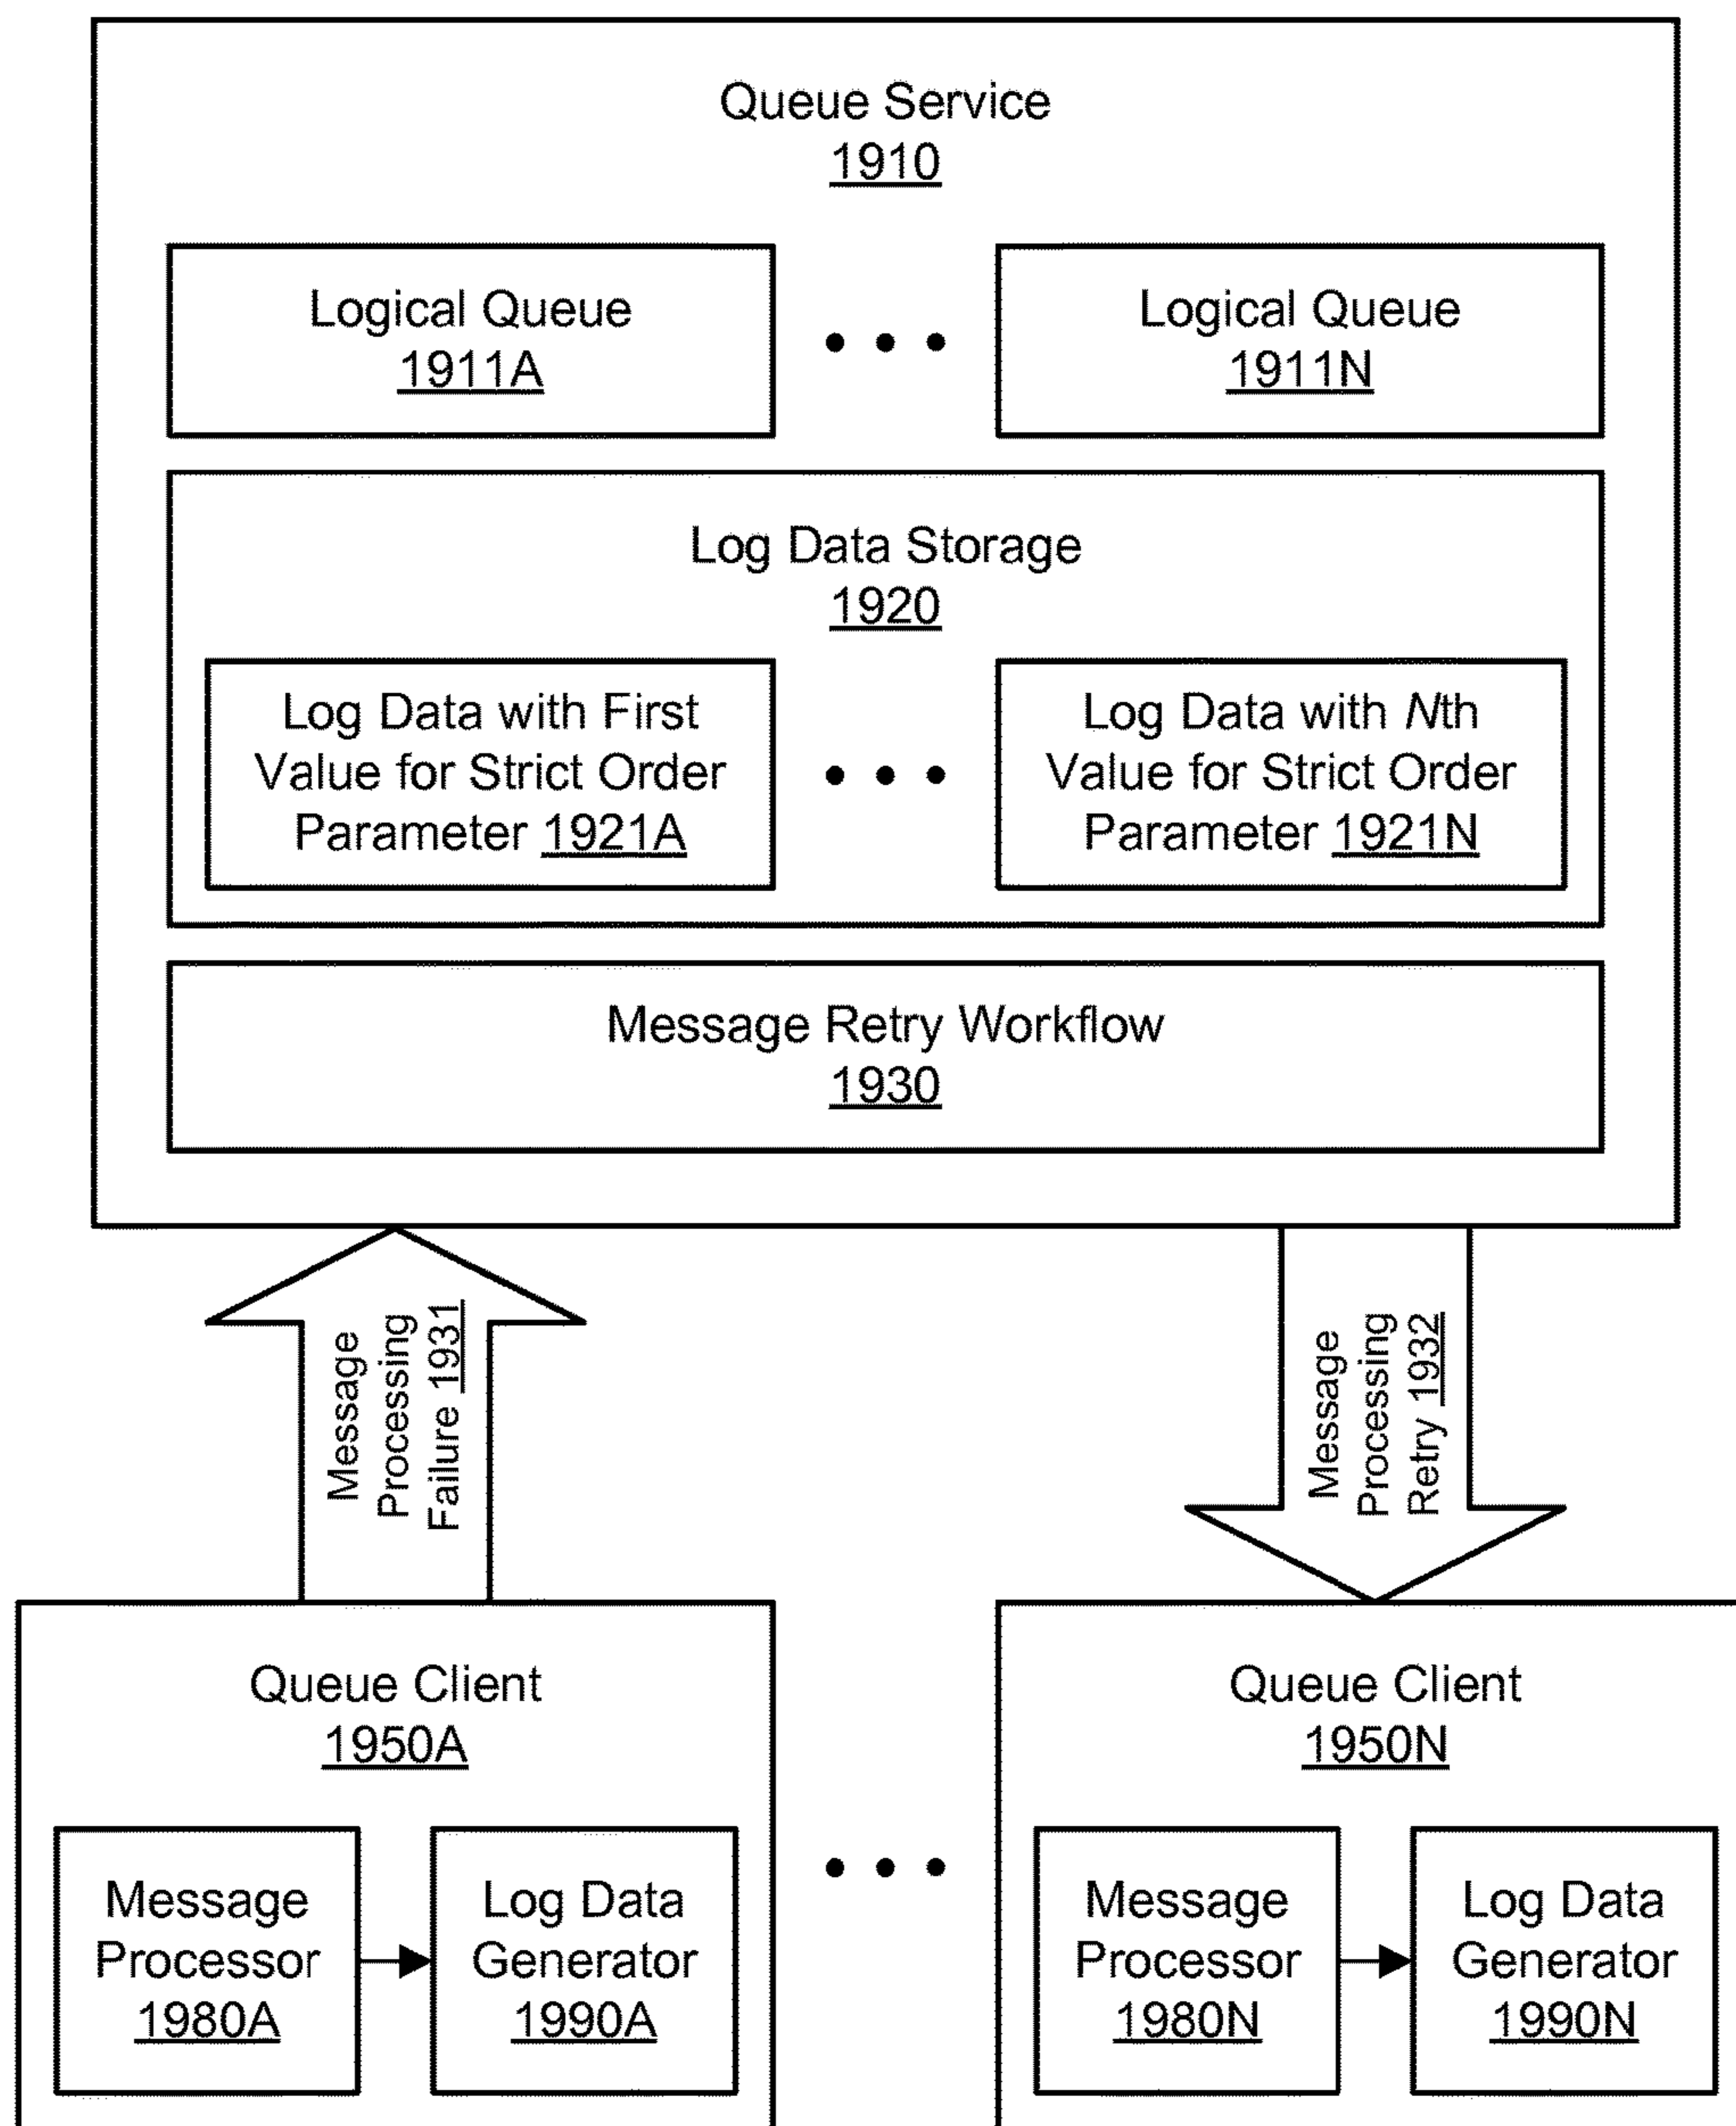 Queue Service
1910
Logical Queue
1911A
Logical Queue
1911N
Log Data Storage
1920
Log Data with First
Value for Strict Order
Parameter 1921A
Log Data with Nth
Value for Strict Order
Parameter 1921N
Message Retry Workflow
1930
Message
Processing
Failure 1931
Message
Processing
Retry 1932
Queue Client
1950A
Message
Processor
1980A
Log Data
Generator
1990A
Queue Client
1950N
Message
Processor
1980N
Log Data
Generator
1990N